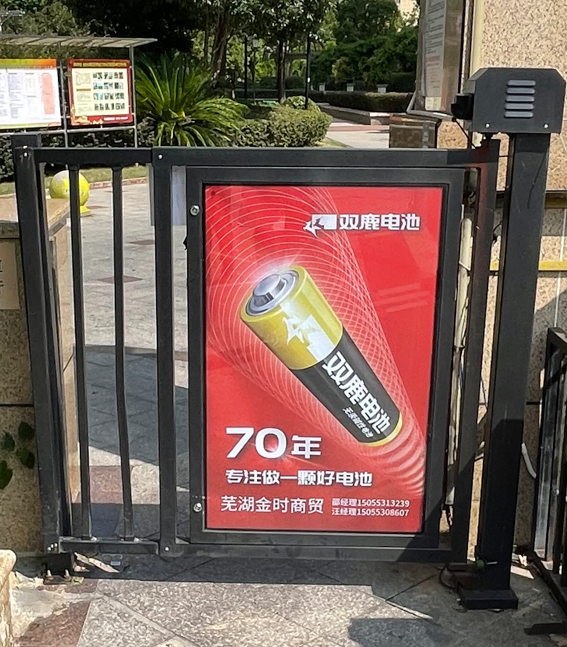 双鹿电池
双鹿电池
70年
专注做一颗好电池
芜湖金时商贸
邵经理15055313239
汪经理15055308607